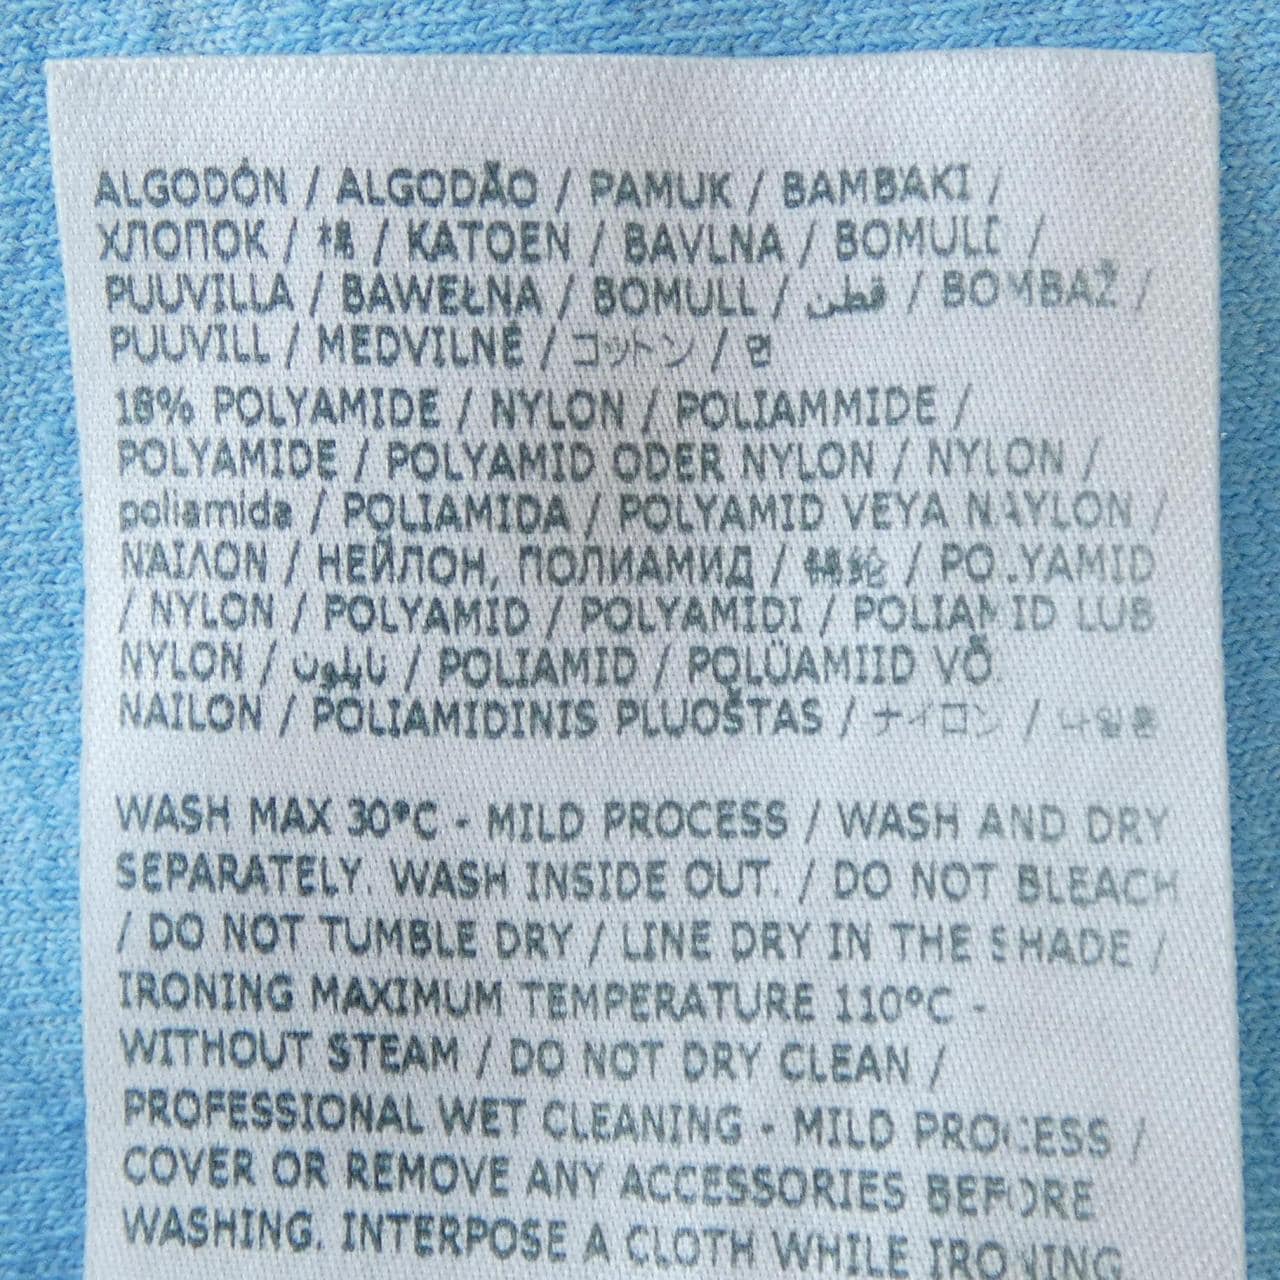 ALGODÓN / ALGODÃO / PAMUK / BAMBAKI /
ХЛОПОК / 棉 / KATOEN / BAVLNA / BOMULD /
PUUVILLA / BAWEŁNA / BOMULL / قطن / BOMBAŽ /
PUUVILL / MEDVILNĖ / コットン / 면
18% POLYAMIDE / NYLON / POLIAMMIDE /
POLYAMIDE / POLYAMID ODER NYLON / NYLON /
poliamida / POLIAMIDA / POLYAMID VEYA NAYLON /
ΝΑΪΛΟΝ / НЕЙЛОН, ПОЛИАМИД / 锦纶 / POLYAMID
/ NYLON / POLYAMID / POLYAMIDI / POLIAMID LUB
NYLON / نايلون / POLIAMID / POLÜAMIID VÕ
NAILON / POLIAMIDINIS PLUOŠTAS / ナイロン / 나일론
WASH MAX 30°C - MILD PROCESS / WASH AND DRY
SEPARATELY. WASH INSIDE OUT. / DO NOT BLEACH
/ DO NOT TUMBLE DRY / LINE DRY IN THE SHADE /
IRONING MAXIMUM TEMPERATURE 110°C -
WITHOUT STEAM / DO NOT DRY CLEAN /
PROFESSIONAL WET CLEANING - MILD PROCESS /
COVER OR REMOVE ANY ACCESSORIES BEFORE
WASHING. INTERPOSE A CLOTH WHILE IRONING